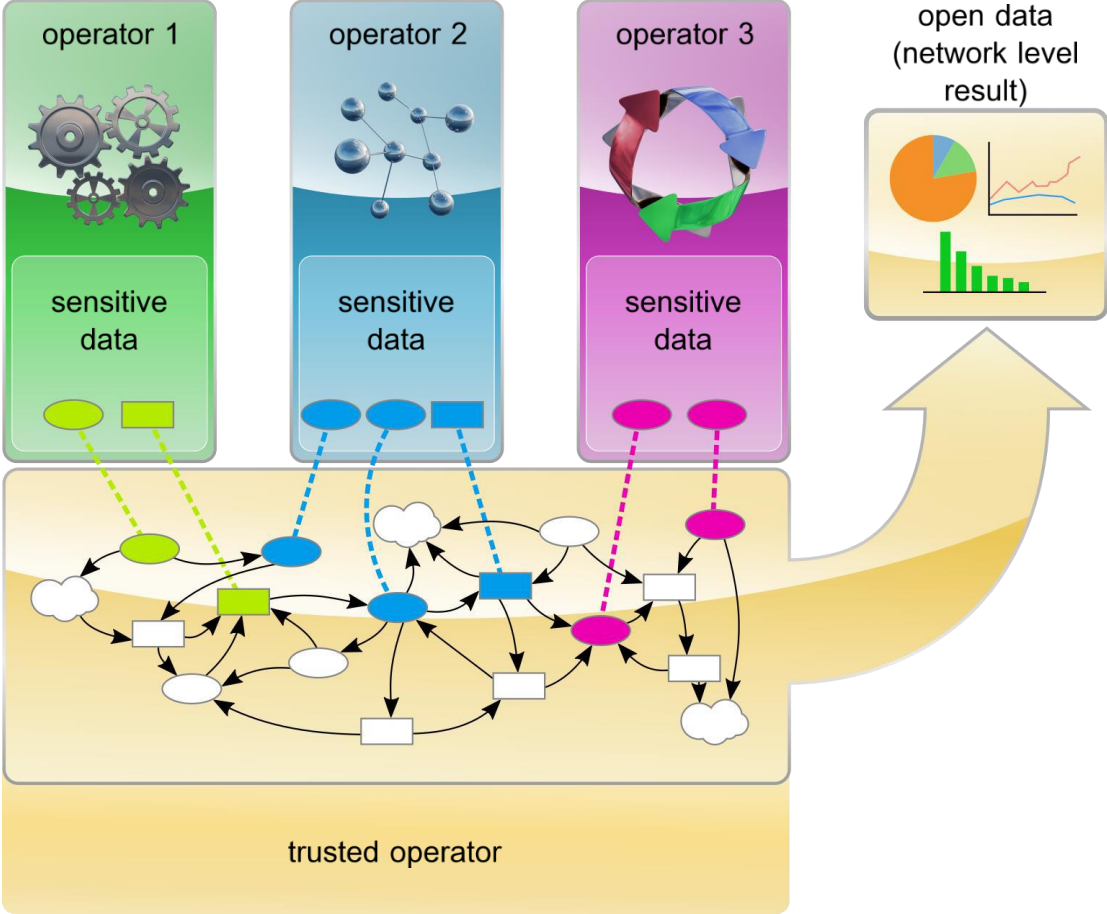 operator 1
operator 2
operator 3
open data
(network level
result)
sensitive
data
sensitive
data
sensitive
data
trusted operator